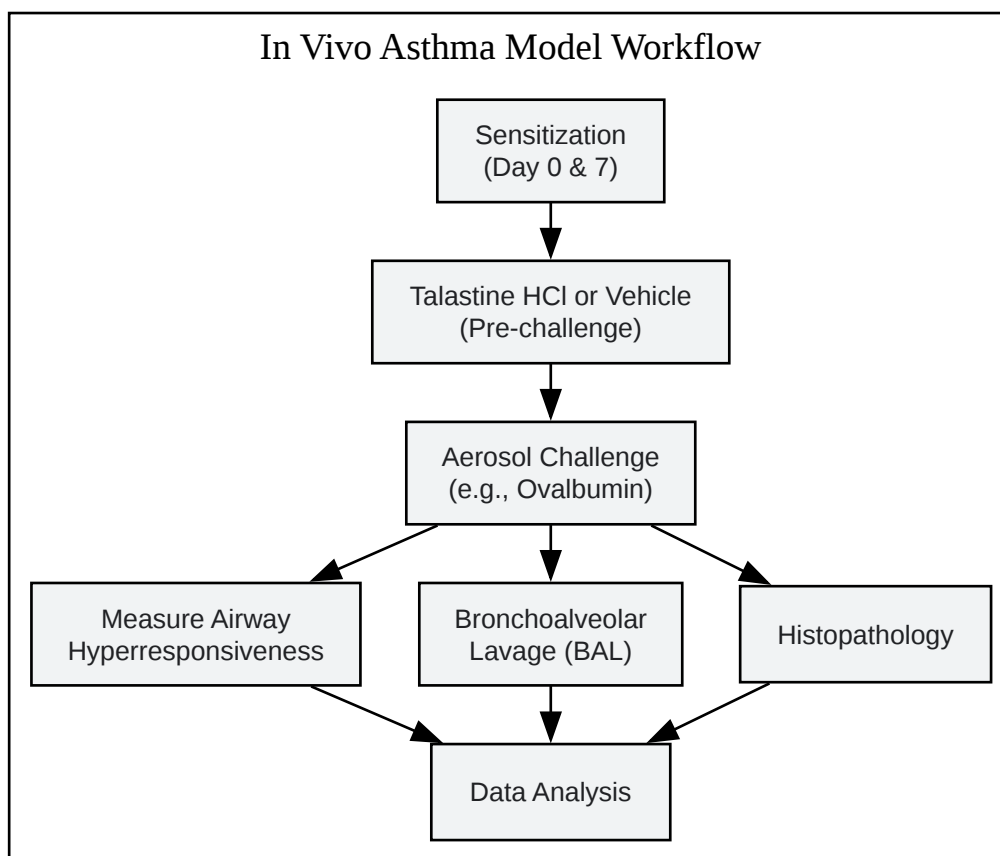 In Vivo Asthma Model Workflow
Sensitization
(Day 0 & 7)
Talastine HCl or Vehicle
(Pre-challenge)
Aerosol Challenge
(e.g., Ovalbumin)
Measure Airway
Hyperresponsiveness
Bronchoalveolar
Lavage (BAL)
Histopathology
Data Analysis